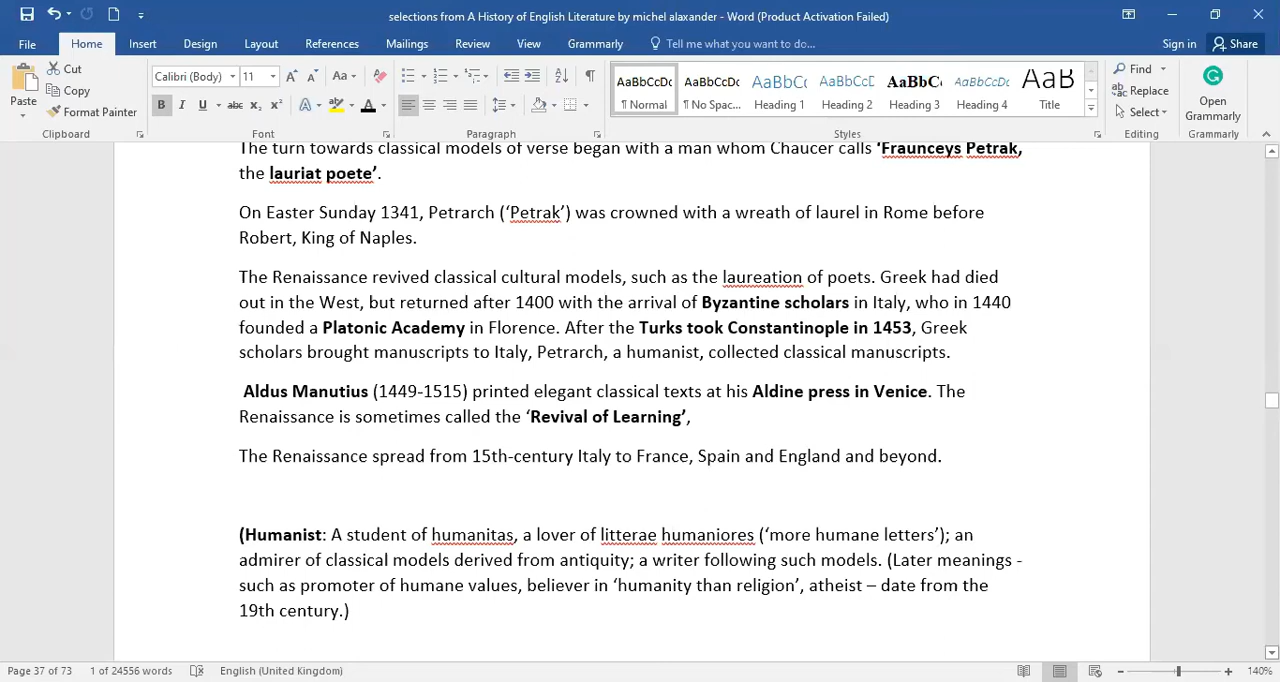 selections from A History of English Literature by michel alaxander - Word (Product Activation Failed)
File Home Insert Design Layout References Mailings Review View Grammarly Tell me what you want to do... Sign in Share
Paste Cut Copy Format Painter Clipboard
Calibri (Body) 11 Aa B I U abc x₂ x² A A Font
Paragraph
AaBbCcDc ¶ Normal AaBbCcDc ¶ No Spac... AaBbCc Heading 1 AaBbCcD Heading 2 AaBbC Heading 3 AaBbCcD Heading 4 AaB Title Styles
Find Replace Select Editing
Open Grammarly Grammarly
The turn towards classical models of verse began with a man whom Chaucer calls ‘Fraunceys Petrak,
the lauriat poete’.
On Easter Sunday 1341, Petrarch (‘Petrak’) was crowned with a wreath of laurel in Rome before
Robert, King of Naples.
The Renaissance revived classical cultural models, such as the laureation of poets. Greek had died
out in the West, but returned after 1400 with the arrival of Byzantine scholars in Italy, who in 1440
founded a Platonic Academy in Florence. After the Turks took Constantinople in 1453, Greek
scholars brought manuscripts to Italy, Petrarch, a humanist, collected classical manuscripts.
Aldus Manutius (1449-1515) printed elegant classical texts at his Aldine press in Venice. The
Renaissance is sometimes called the ‘Revival of Learning’,
The Renaissance spread from 15th-century Italy to France, Spain and England and beyond.
(Humanist: A student of humanitas, a lover of litterae humaniores (‘more humane letters’); an
admirer of classical models derived from antiquity; a writer following such models. (Later meanings -
such as promoter of humane values, believer in ‘humanity than religion’, atheist – date from the
19th century.)
Page 37 of 73 1 of 24556 words English (United Kingdom) 140%